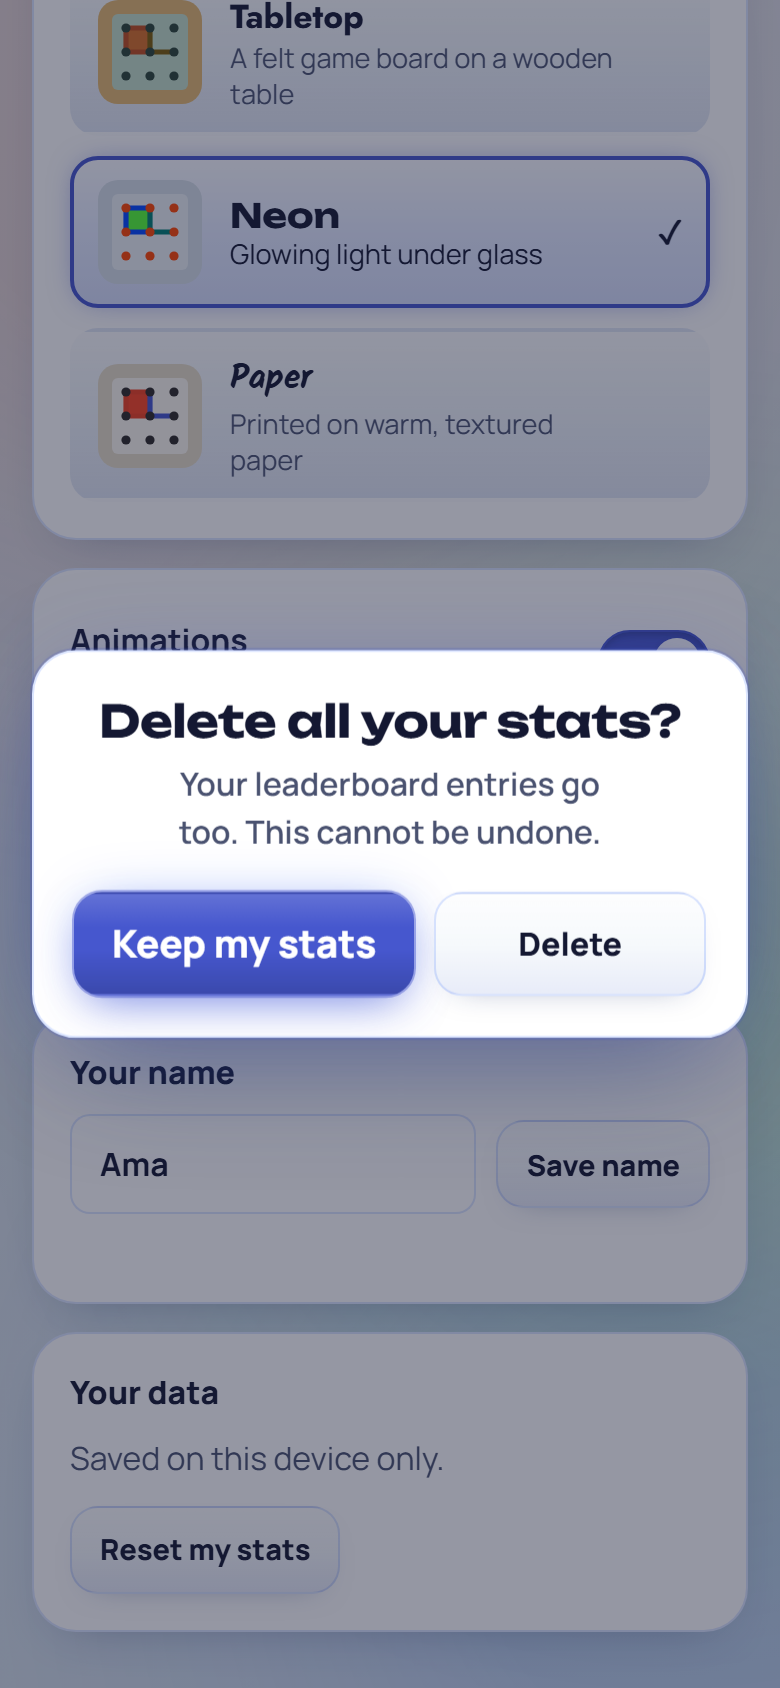 Tabletop
A felt game board on a wooden
table
Neon
Glowing light under glass
✓
Paper
Printed on warm, textured
paper
Animations
Delete all your stats?
Your leaderboard entries go
too. This cannot be undone.
Keep my stats
Delete
Your name
Ama
Save name
Your data
Saved on this device only.
Reset my stats